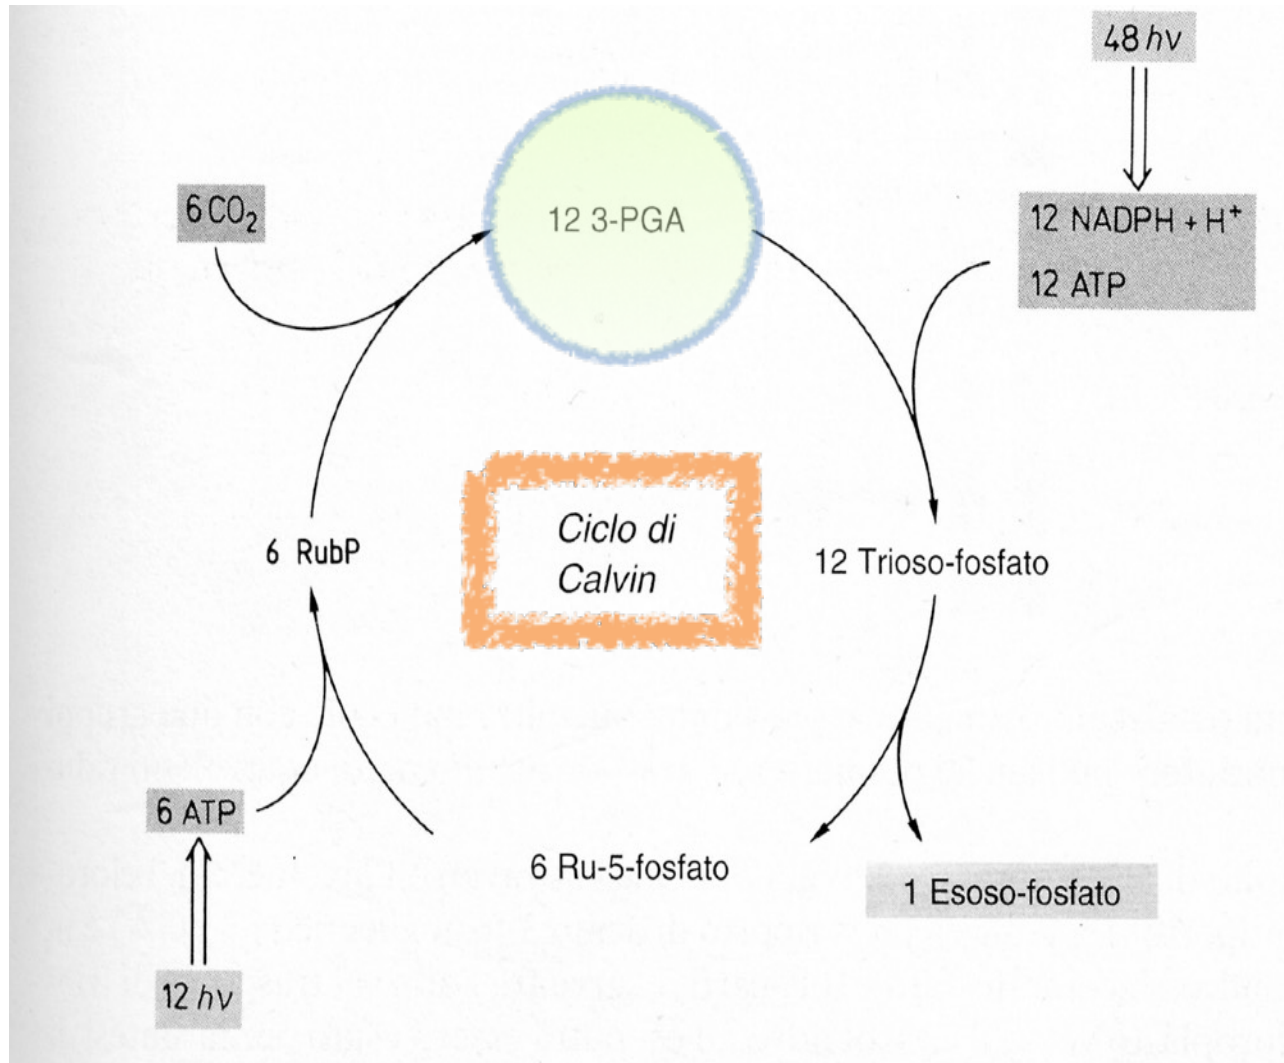 48 hν
6 CO₂
12 3-PGA
12 NADPH + H⁺
12 ATP
Ciclo di
Calvin
6 RubP
12 Trioso-fosfato
6 ATP
6 Ru-5-fosfato
1 Esoso-fosfato
12 hν